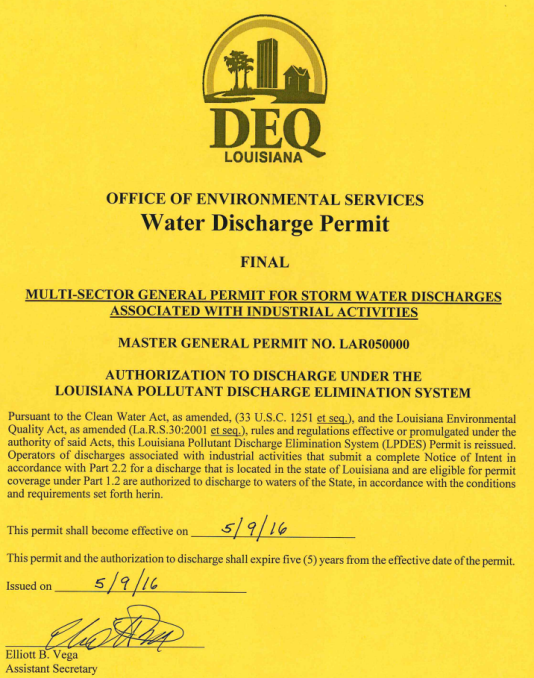 DEQ
LOUISIANA
OFFICE OF ENVIRONMENTAL SERVICES
Water Discharge Permit
FINAL
MULTI-SECTOR GENERAL PERMIT FOR STORM WATER DISCHARGES
ASSOCIATED WITH INDUSTRIAL ACTIVITIES
MASTER GENERAL PERMIT NO. LAR050000
AUTHORIZATION TO DISCHARGE UNDER THE
LOUISIANA POLLUTANT DISCHARGE ELIMINATION SYSTEM
Pursuant to the Clean Water Act, as amended, (33 U.S.C. 1251 et seq.), and the Louisiana Environmental
Quality Act, as amended (La.R.S.30:2001 et seq.), rules and regulations effective or promulgated under the
authority of said Acts, this Louisiana Pollutant Discharge Elimination System (LPDES) Permit is reissued.
Operators of discharges associated with industrial activities that submit a complete Notice of Intent in
accordance with Part 2.2 for a discharge that is located in the state of Louisiana and are eligible for permit
coverage under Part 1.2 are authorized to discharge to waters of the State, in accordance with the conditions
and requirements set forth herin.
This permit shall become effective on 5/9/16
This permit and the authorization to discharge shall expire five (5) years from the effective date of the permit.
Issued on 5/9/16
Elliott B. Vega
Assistant Secretary